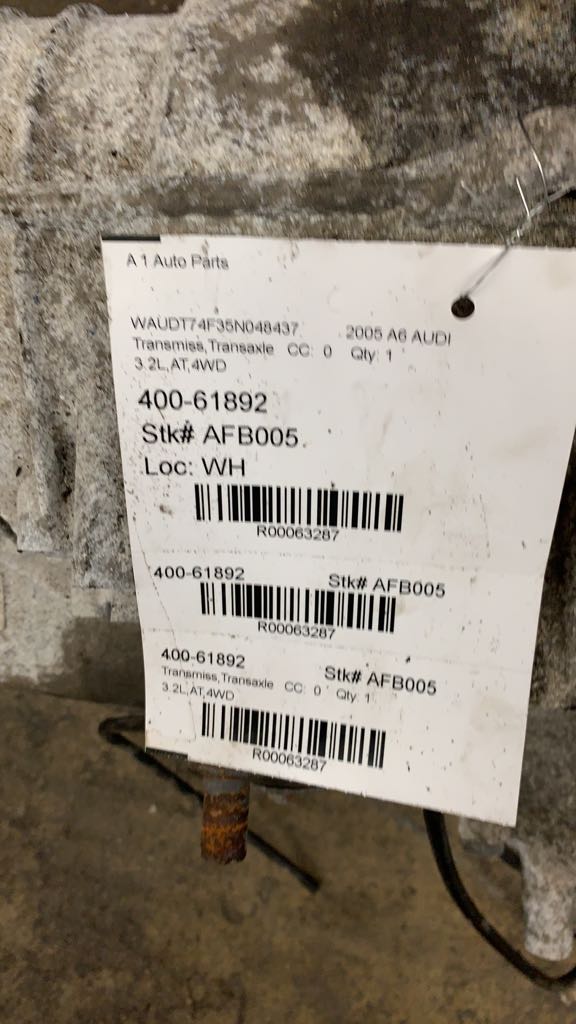 A 1 Auto Parts
WAUDT74F35N048437 2005 A6 AUDI
Transmiss,Transaxle CC: 0 Qty: 1
3.2L,AT,4WD
400-61892
Stk# AFB005
Loc: WH
R00063287
400-61892 Stk# AFB005
R00063287
400-61892 Stk# AFB005
Transmiss,Transaxle CC: 0 Qty: 1
3.2L,AT,4WD
R00063287